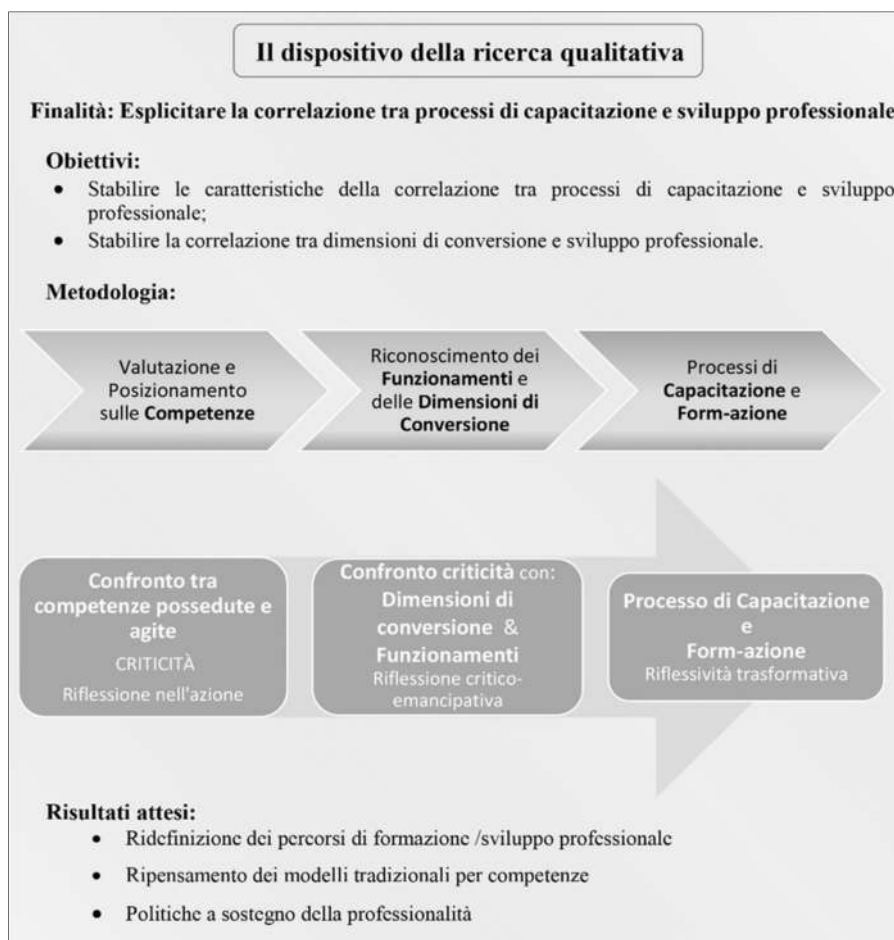 Il dispositivo della ricerca qualitativa
Finalità: Esplicitare la correlazione tra processi di capacitazione e sviluppo professionale
Obiettivi:
• Stabilire le caratteristiche della correlazione tra processi di capacitazione e sviluppo
professionale;
• Stabilire la correlazione tra dimensioni di conversione e sviluppo professionale.
Metodologia:
Valutazione e
Posizionamento
sulle Competenze
Riconoscimento dei
Funzionamenti e
delle Dimensioni di
Conversione
Processi di
Capacitazione e
Form-azione
Confronto tra
competenze possedute e
agite
CRITICITÀ
Riflessione nell'azione
Confronto criticità con:
Dimensioni di
conversione &
Funzionamenti
Riflessione critico-
emancipativa
Processo di Capacitazione
e
Form-azione
Riflessività trasformativa
Risultati attesi:
• Ridefinizione dei percorsi di formazione /sviluppo professionale
• Ripensamento dei modelli tradizionali per competenze
• Politiche a sostegno della professionalità